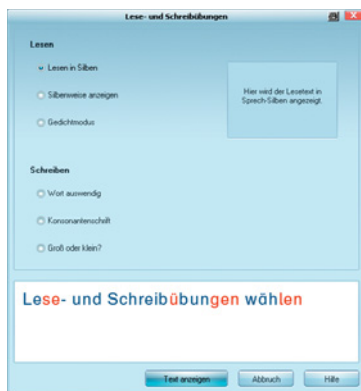 Lese- und Schreibübungen
Lesen
Lesen in Silben
Silbenweise anzeigen
Gedichtmodus
Hier wird der Lesetext in
Sprech-Silben angezeigt.
Schreiben
Wort auswendig
Konsonantenschrift
Groß oder klein?
Lese- und Schreibübungen wählen
Text anzeigen
Abbruch
Hilfe